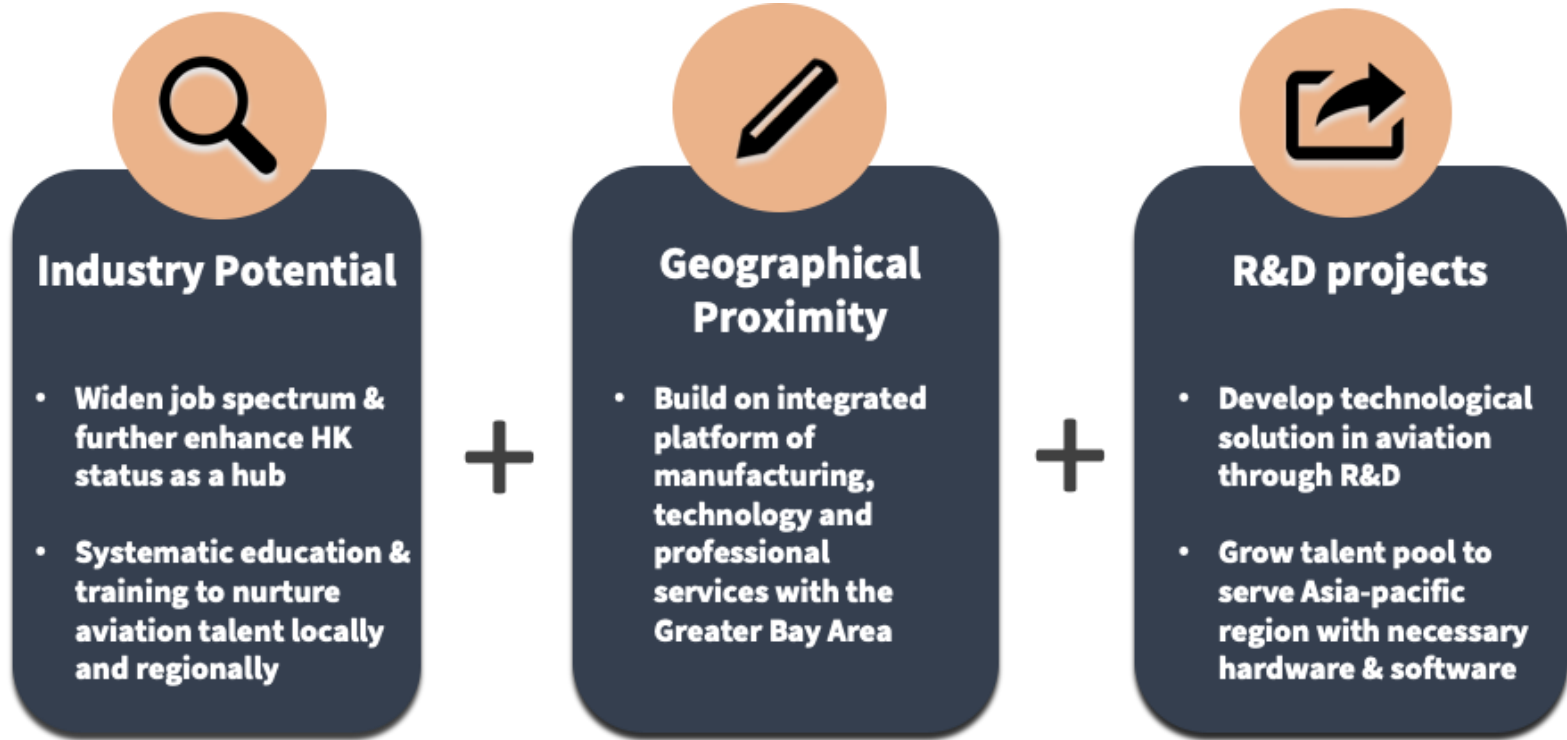 Industry Potential
• Widen job spectrum &
further enhance HK
status as a hub
• Systematic education &
training to nurture
aviation talent locally
and regionally
+
Geographical
Proximity
• Build on integrated
platform of
manufacturing,
technology and
professional
services with the
Greater Bay Area
+
R&D projects
• Develop technological
solution in aviation
through R&D
• Grow talent pool to
serve Asia-pacific
region with necessary
hardware & software